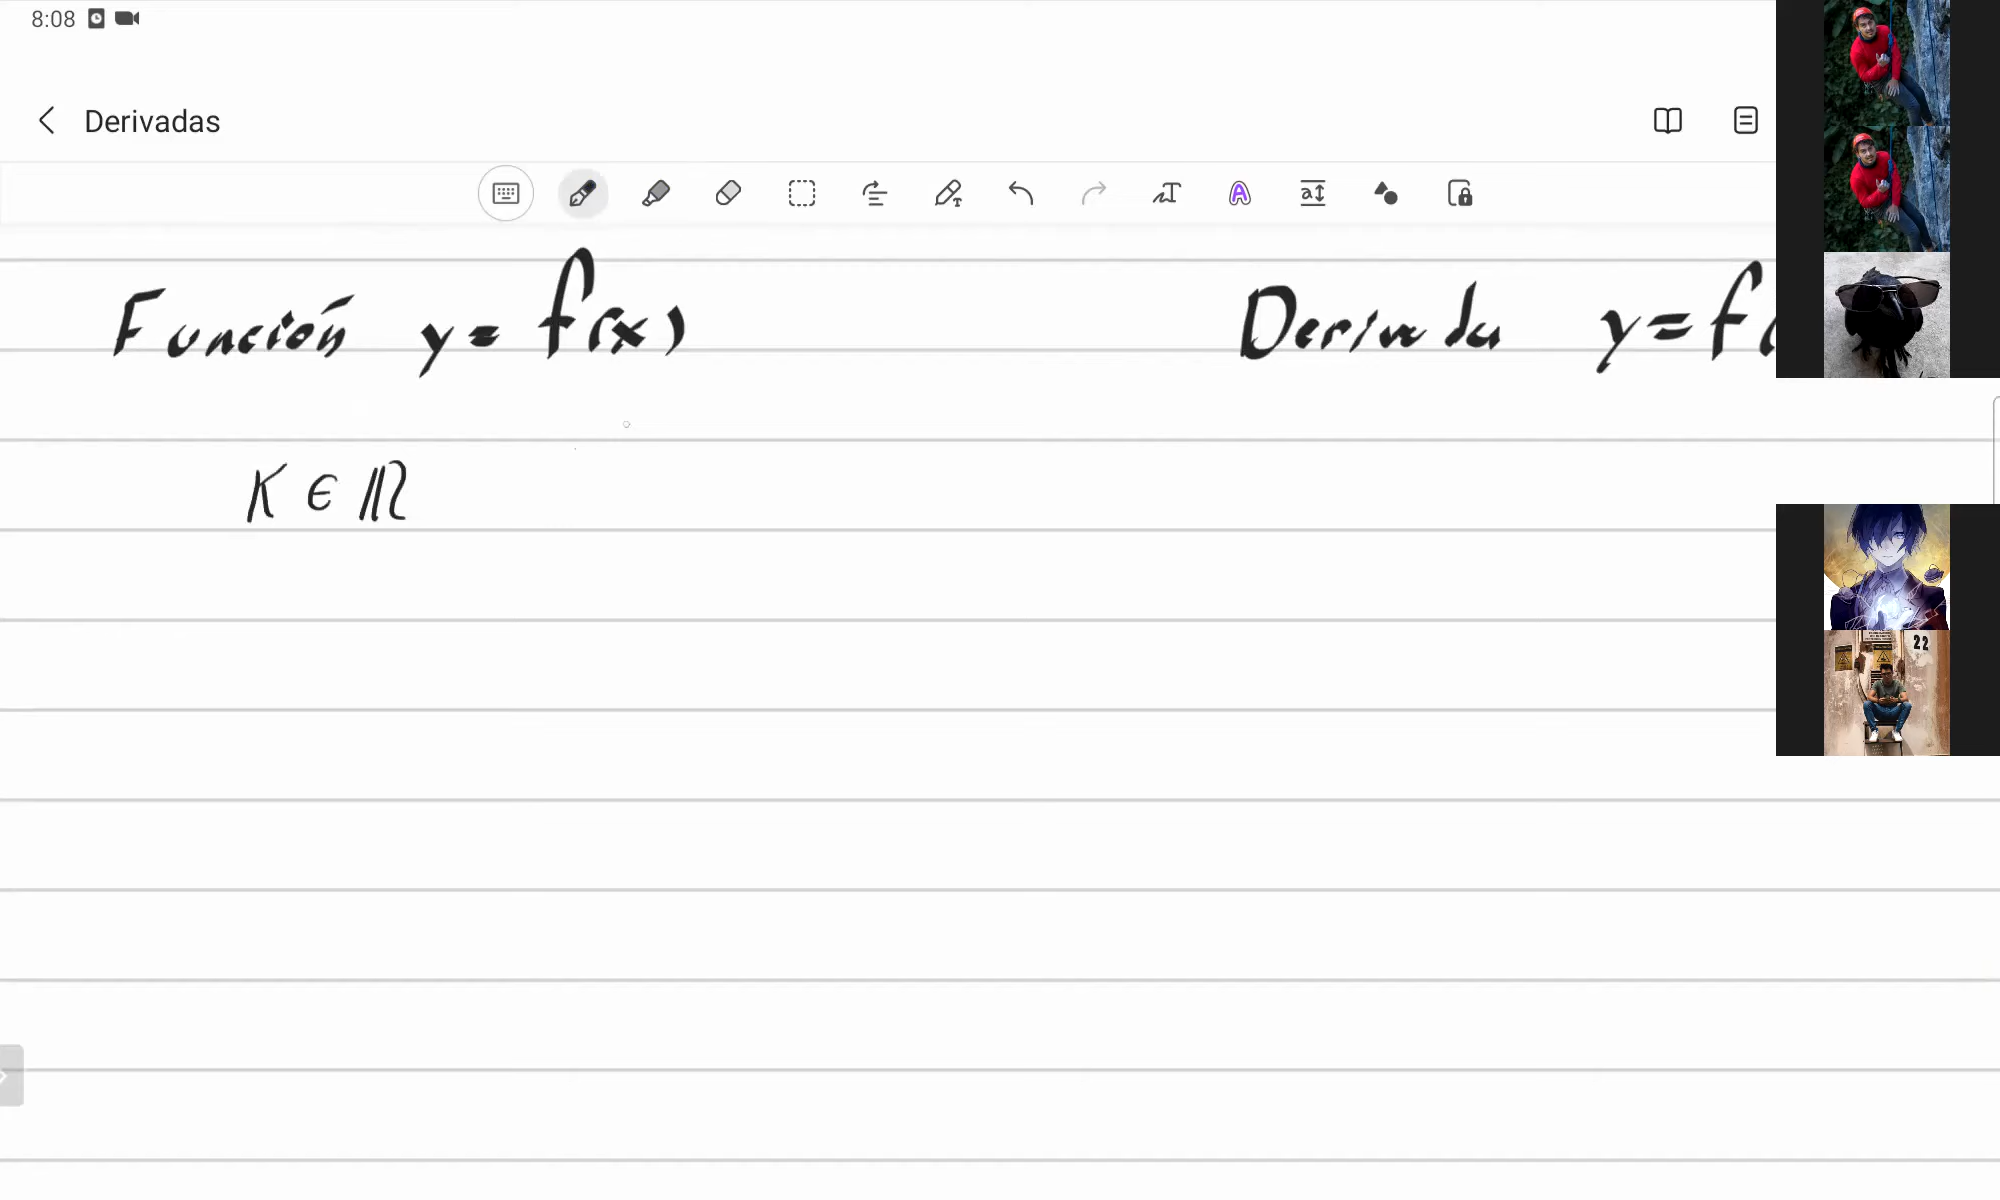 8:08
Derivadas
Función y = f(x)
Derivada y = f(
K ∈ ℝ
22